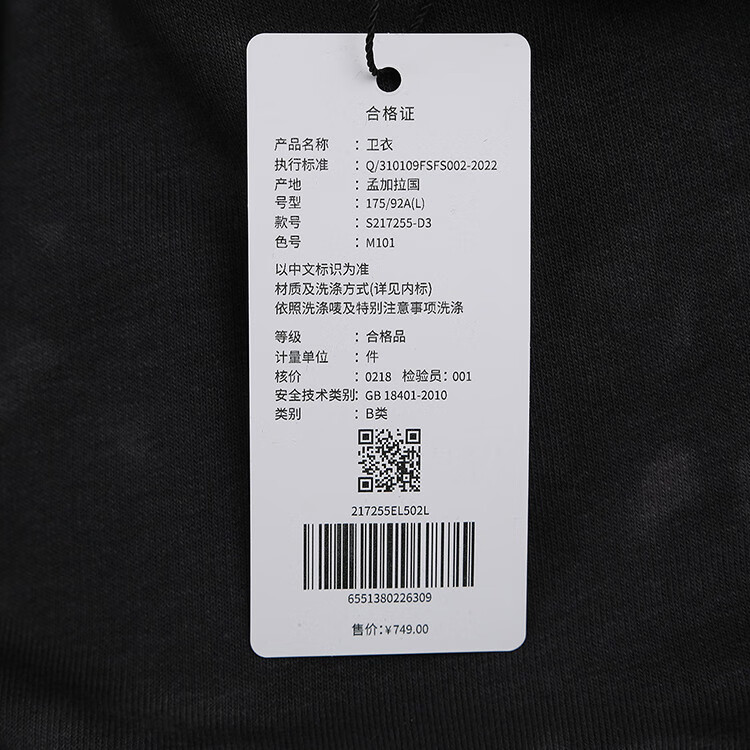 合格证
产品名称 : 卫衣
执行标准 : Q/310109FSFS002-2022
产地 : 孟加拉国
号型 : 175/92A(L)
款号 : S217255-D3
色号 : M101
以中文标识为准
材质及洗涤方式(详见内标)
依照洗涤唛及特别注意事项洗涤
等级 : 合格品
计量单位 : 件
核价 : 0218 检验员: 001
安全技术类别: GB 18401-2010
类别 : B类
217255EL502L
6551380226309
售价:¥749.00